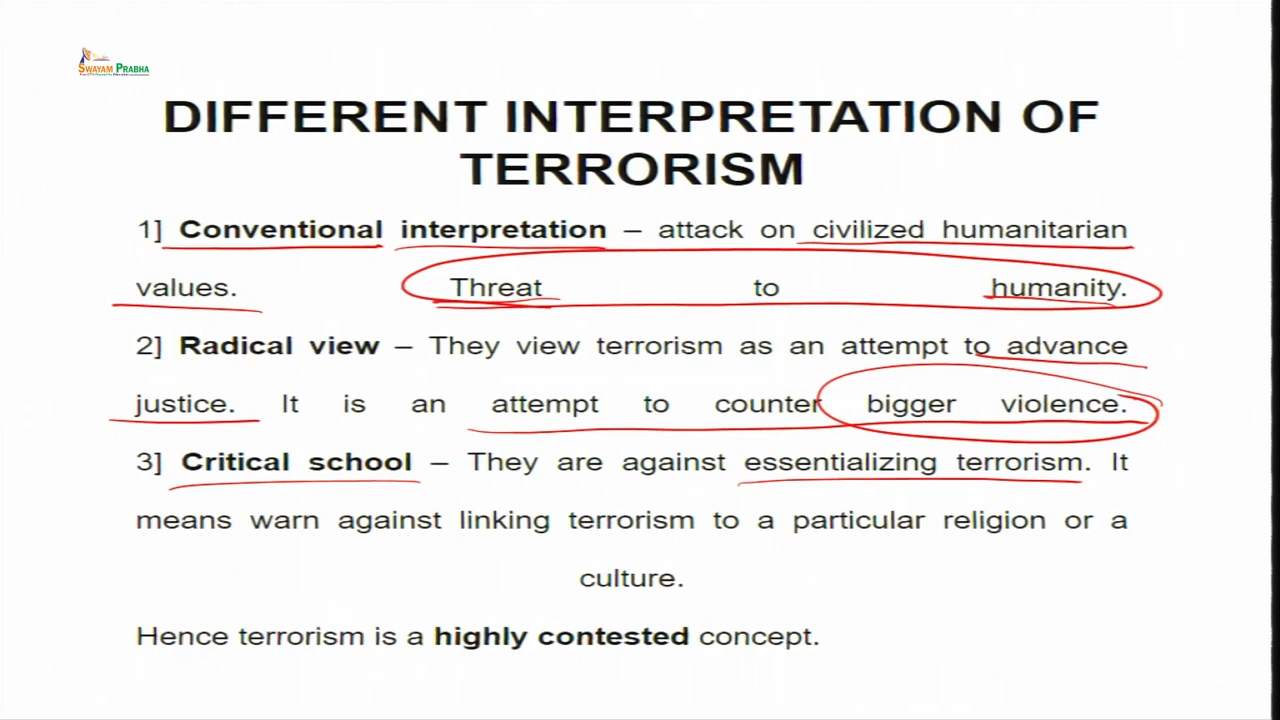 SWAYAM PRABHA
DIFFERENT INTERPRETATION OF
TERRORISM
1] Conventional interpretation – attack on civilized humanitarian
values. Threat to humanity.
2] Radical view – They view terrorism as an attempt to advance
justice. It is an attempt to counter bigger violence.
3] Critical school – They are against essentializing terrorism. It
means warn against linking terrorism to a particular religion or a
culture.
Hence terrorism is a highly contested concept.